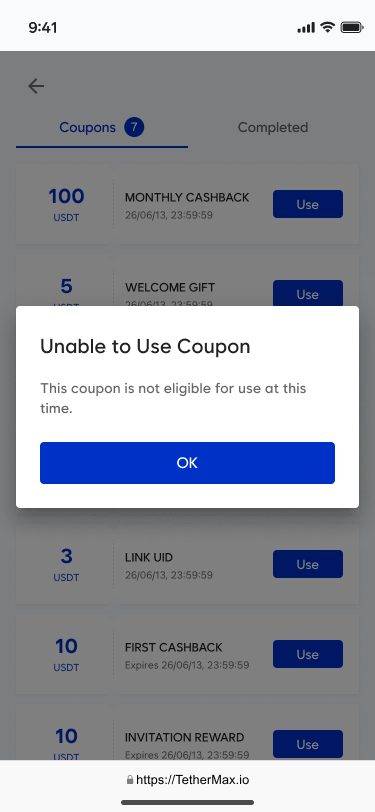 9:41
Coupons 7
Completed
100
USDT
MONTHLY CASHBACK
26/06/13, 23:59:59
Use
5
USDT
WELCOME GIFT
26/06/13, 23:59:59
Use
Unable to Use Coupon
This coupon is not eligible for use at this
time.
OK
3
USDT
LINK UID
26/06/13, 23:59:59
Use
10
USDT
FIRST CASHBACK
Expires 26/06/13, 23:59:59
Use
10
USDT
INVITATION REWARD
Expires 26/06/13, 23:59:59
Use
https://TetherMax.io